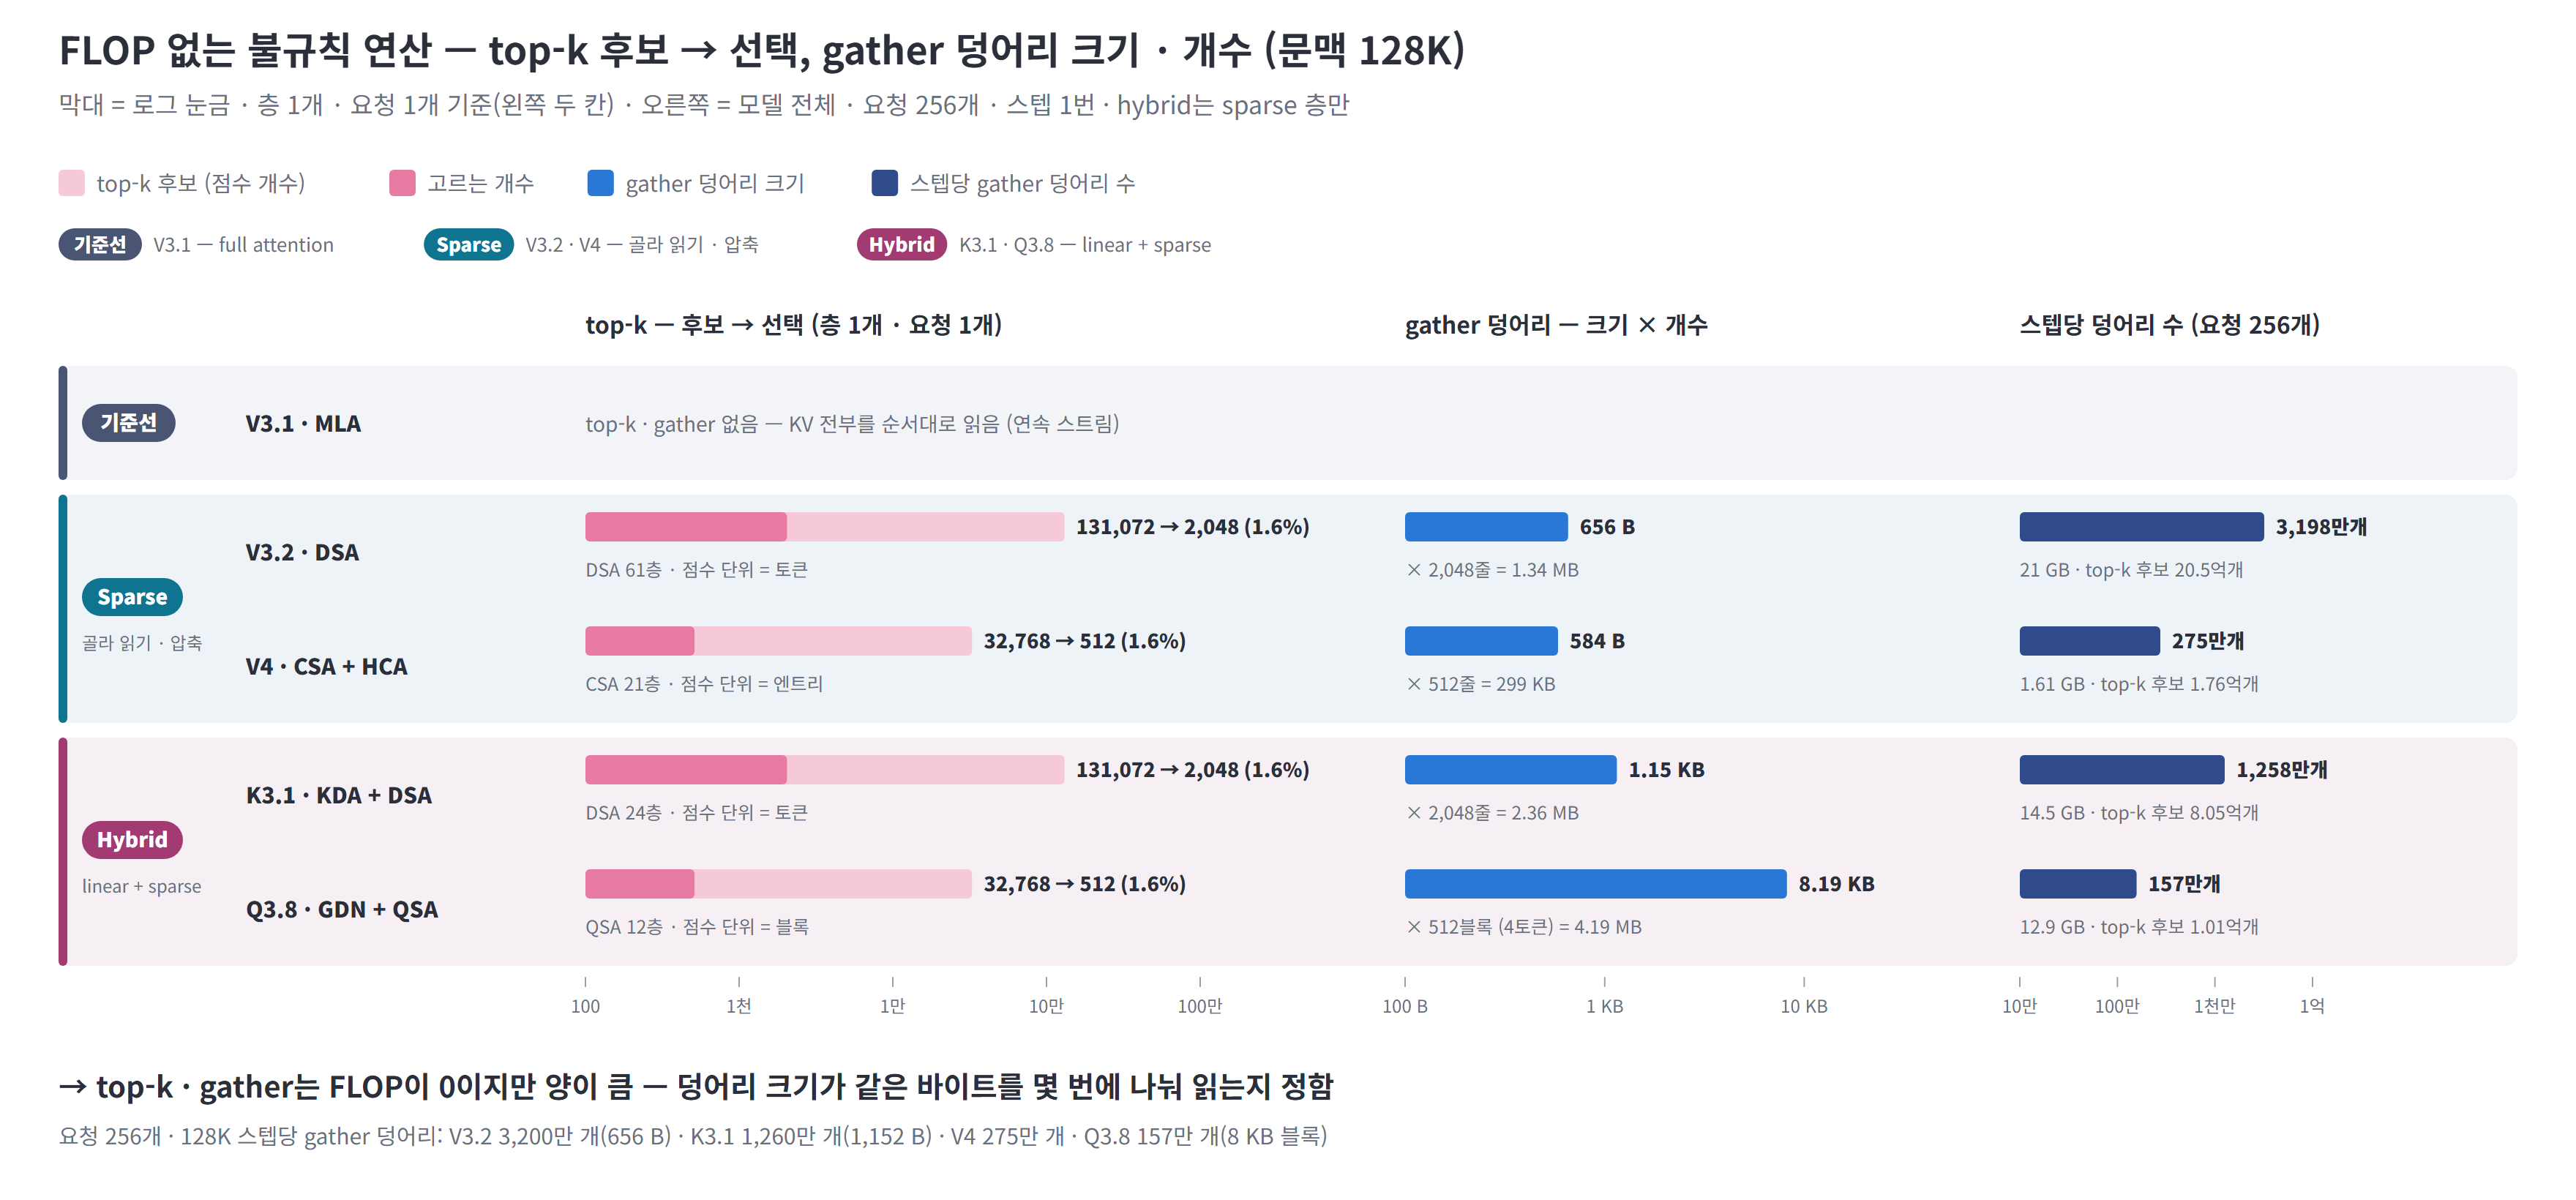 FLOP 없는 불규칙 연산 — top-k 후보 → 선택, gather 덩어리 크기 · 개수 (문맥 128K)
막대 = 로그 눈금 · 층 1개 · 요청 1개 기준(왼쪽 두 칸) · 오른쪽 = 모델 전체 · 요청 256개 · 스텝 1번 · hybrid는 sparse 층만
top-k 후보 (점수 개수) 고르는 개수 gather 덩어리 크기 스텝당 gather 덩어리 수
기준선 V3.1 — full attention Sparse V3.2 · V4 — 골라 읽기 · 압축 Hybrid K3.1 · Q3.8 — linear + sparse
top-k — 후보 → 선택 (층 1개 · 요청 1개) gather 덩어리 — 크기 × 개수 스텝당 덩어리 수 (요청 256개)
기준선 V3.1 · MLA top-k · gather 없음 — KV 전부를 순서대로 읽음 (연속 스트림)
Sparse
골라 읽기 · 압축
V3.2 · DSA
131,072 → 2,048 (1.6%) 656 B 3,198만개
DSA 61층 · 점수 단위 = 토큰 × 2,048줄 = 1.34 MB 21 GB · top-k 후보 20.5억개
V4 · CSA + HCA
32,768 → 512 (1.6%) 584 B 275만개
CSA 21층 · 점수 단위 = 엔트리 × 512줄 = 299 KB 1.61 GB · top-k 후보 1.76억개
Hybrid
linear + sparse
K3.1 · KDA + DSA
131,072 → 2,048 (1.6%) 1.15 KB 1,258만개
DSA 24층 · 점수 단위 = 토큰 × 2,048줄 = 2.36 MB 14.5 GB · top-k 후보 8.05억개
Q3.8 · GDN + QSA
32,768 → 512 (1.6%) 8.19 KB 157만개
QSA 12층 · 점수 단위 = 블록 × 512블록 (4토큰) = 4.19 MB 12.9 GB · top-k 후보 1.01억개
100 1천 1만 10만 100만 100 B 1 KB 10 KB 10만 100만 1천만 1억
→ top-k · gather는 FLOP이 0이지만 양이 큼 — 덩어리 크기가 같은 바이트를 몇 번에 나눠 읽는지 정함
요청 256개 · 128K 스텝당 gather 덩어리: V3.2 3,200만 개(656 B) · K3.1 1,260만 개(1,152 B) · V4 275만 개 · Q3.8 157만 개(8 KB 블록)